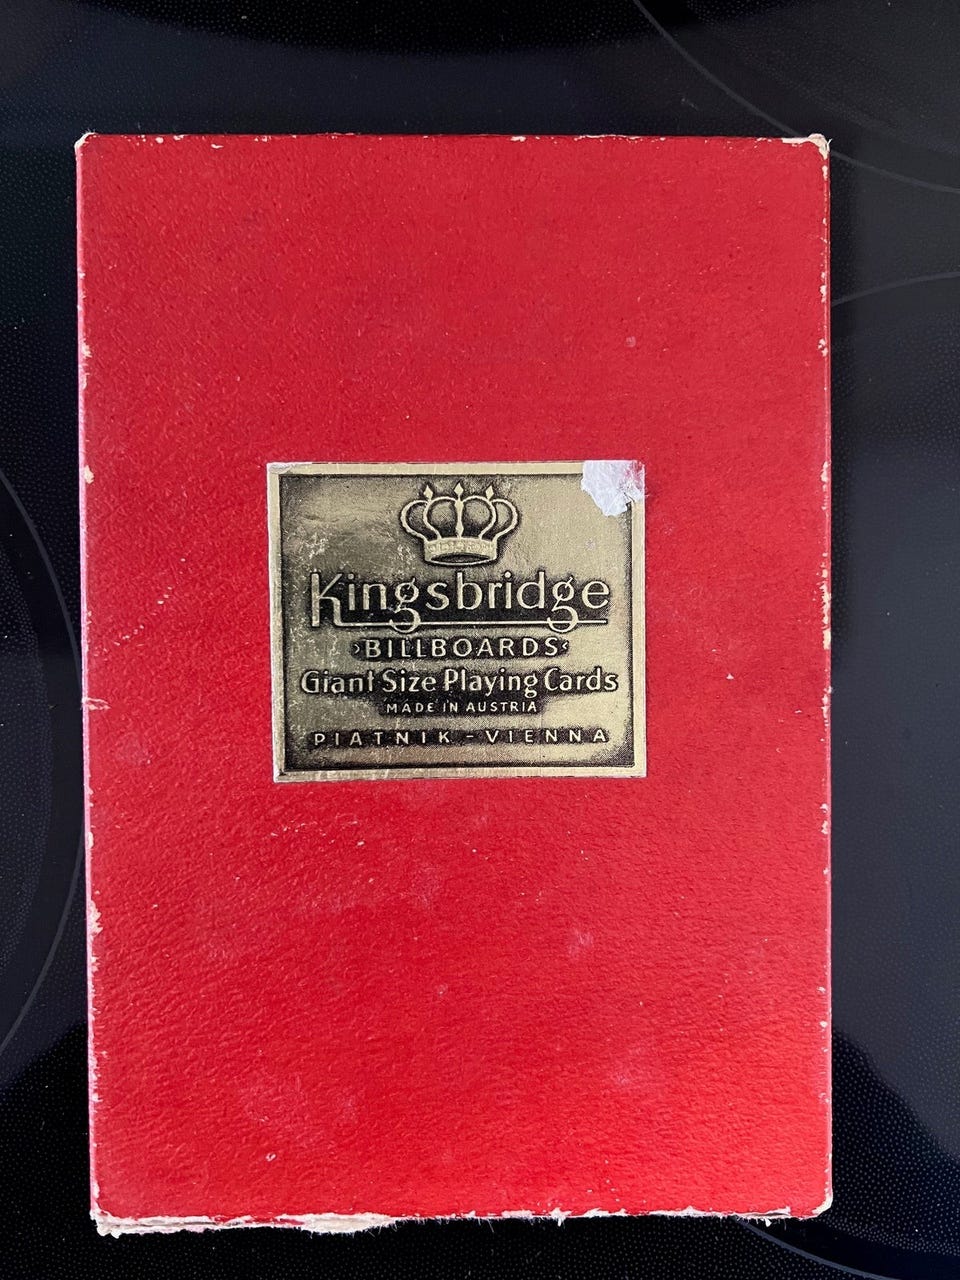 Kingsbridge
›BILLBOARDS‹
Giant Size Playing Cards
MADE IN AUSTRIA
PIATNIK - VIENNA